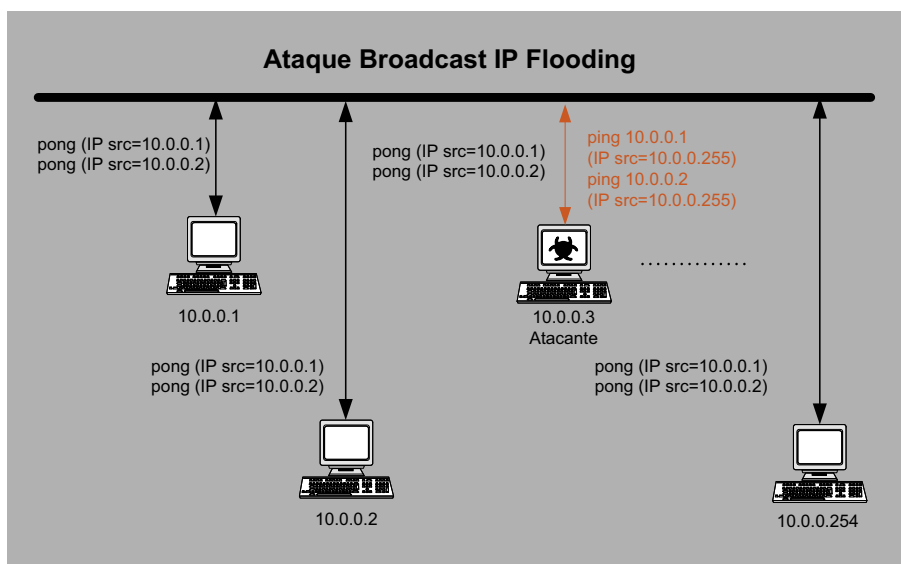 Ataque Broadcast IP Flooding
pong (IP src=10.0.0.1)
pong (IP src=10.0.0.2)
pong (IP src=10.0.0.1)
pong (IP src=10.0.0.2)
ping 10.0.0.1
(IP src=10.0.0.255)
ping 10.0.0.2
(IP src=10.0.0.255)
10.0.0.1
10.0.0.3
Atacante
..............
pong (IP src=10.0.0.1)
pong (IP src=10.0.0.2)
pong (IP src=10.0.0.1)
pong (IP src=10.0.0.2)
10.0.0.2
10.0.0.254